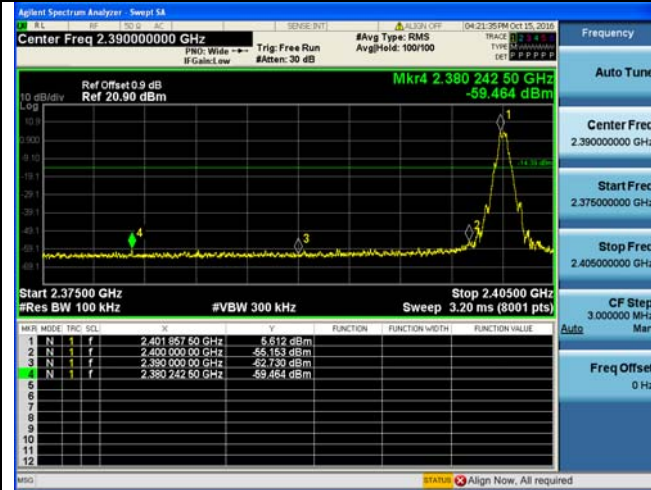 Agilent Spectrum Analyzer - Swept SA
RL RF 50 Ω AC SENSE:INT ALIGN OFF 04:21:35 PM Oct 15, 2016
Center Freq 2.390000000 GHz
PNO: Wide
IFGain:Low
Trig: Free Run
#Atten: 30 dB
#Avg Type: RMS
Avg|Hold: 100/100
TRACE 1 2 3 4 5 6
TYPE M
DET P P P P P P
Ref Offset 0.9 dB
10 dB/div Ref 20.90 dBm
Log
Mkr4 2.380 242 50 GHz
-59.464 dBm
10.9
0.900
-9.10
-19.1
-29.1
-39.1
-49.1
-59.1
-69.1
1
2
3
4
Start 2.37500 GHz Stop 2.40500 GHz
#Res BW 100 kHz #VBW 300 kHz Sweep 3.20 ms (8001 pts)
MKR MODE TRC SCL X Y FUNCTION FUNCTION WIDTH FUNCTION VALUE
1 N 1 f 2.401 857 50 GHz 5.612 dBm
2 N 1 f 2.400 000 00 GHz -55.153 dBm
3 N 1 f 2.390 000 00 GHz -62.730 dBm
4 N 1 f 2.380 242 50 GHz -59.464 dBm
5
6
7
8
9
10
11
12
MSG STATUS Align Now, All required
Frequency
Auto Tune
Center Freq
2.390000000 GHz
Start Freq
2.375000000 GHz
Stop Freq
2.405000000 GHz
CF Step
3.000000 MHz
Auto Man
Freq Offset
0 Hz